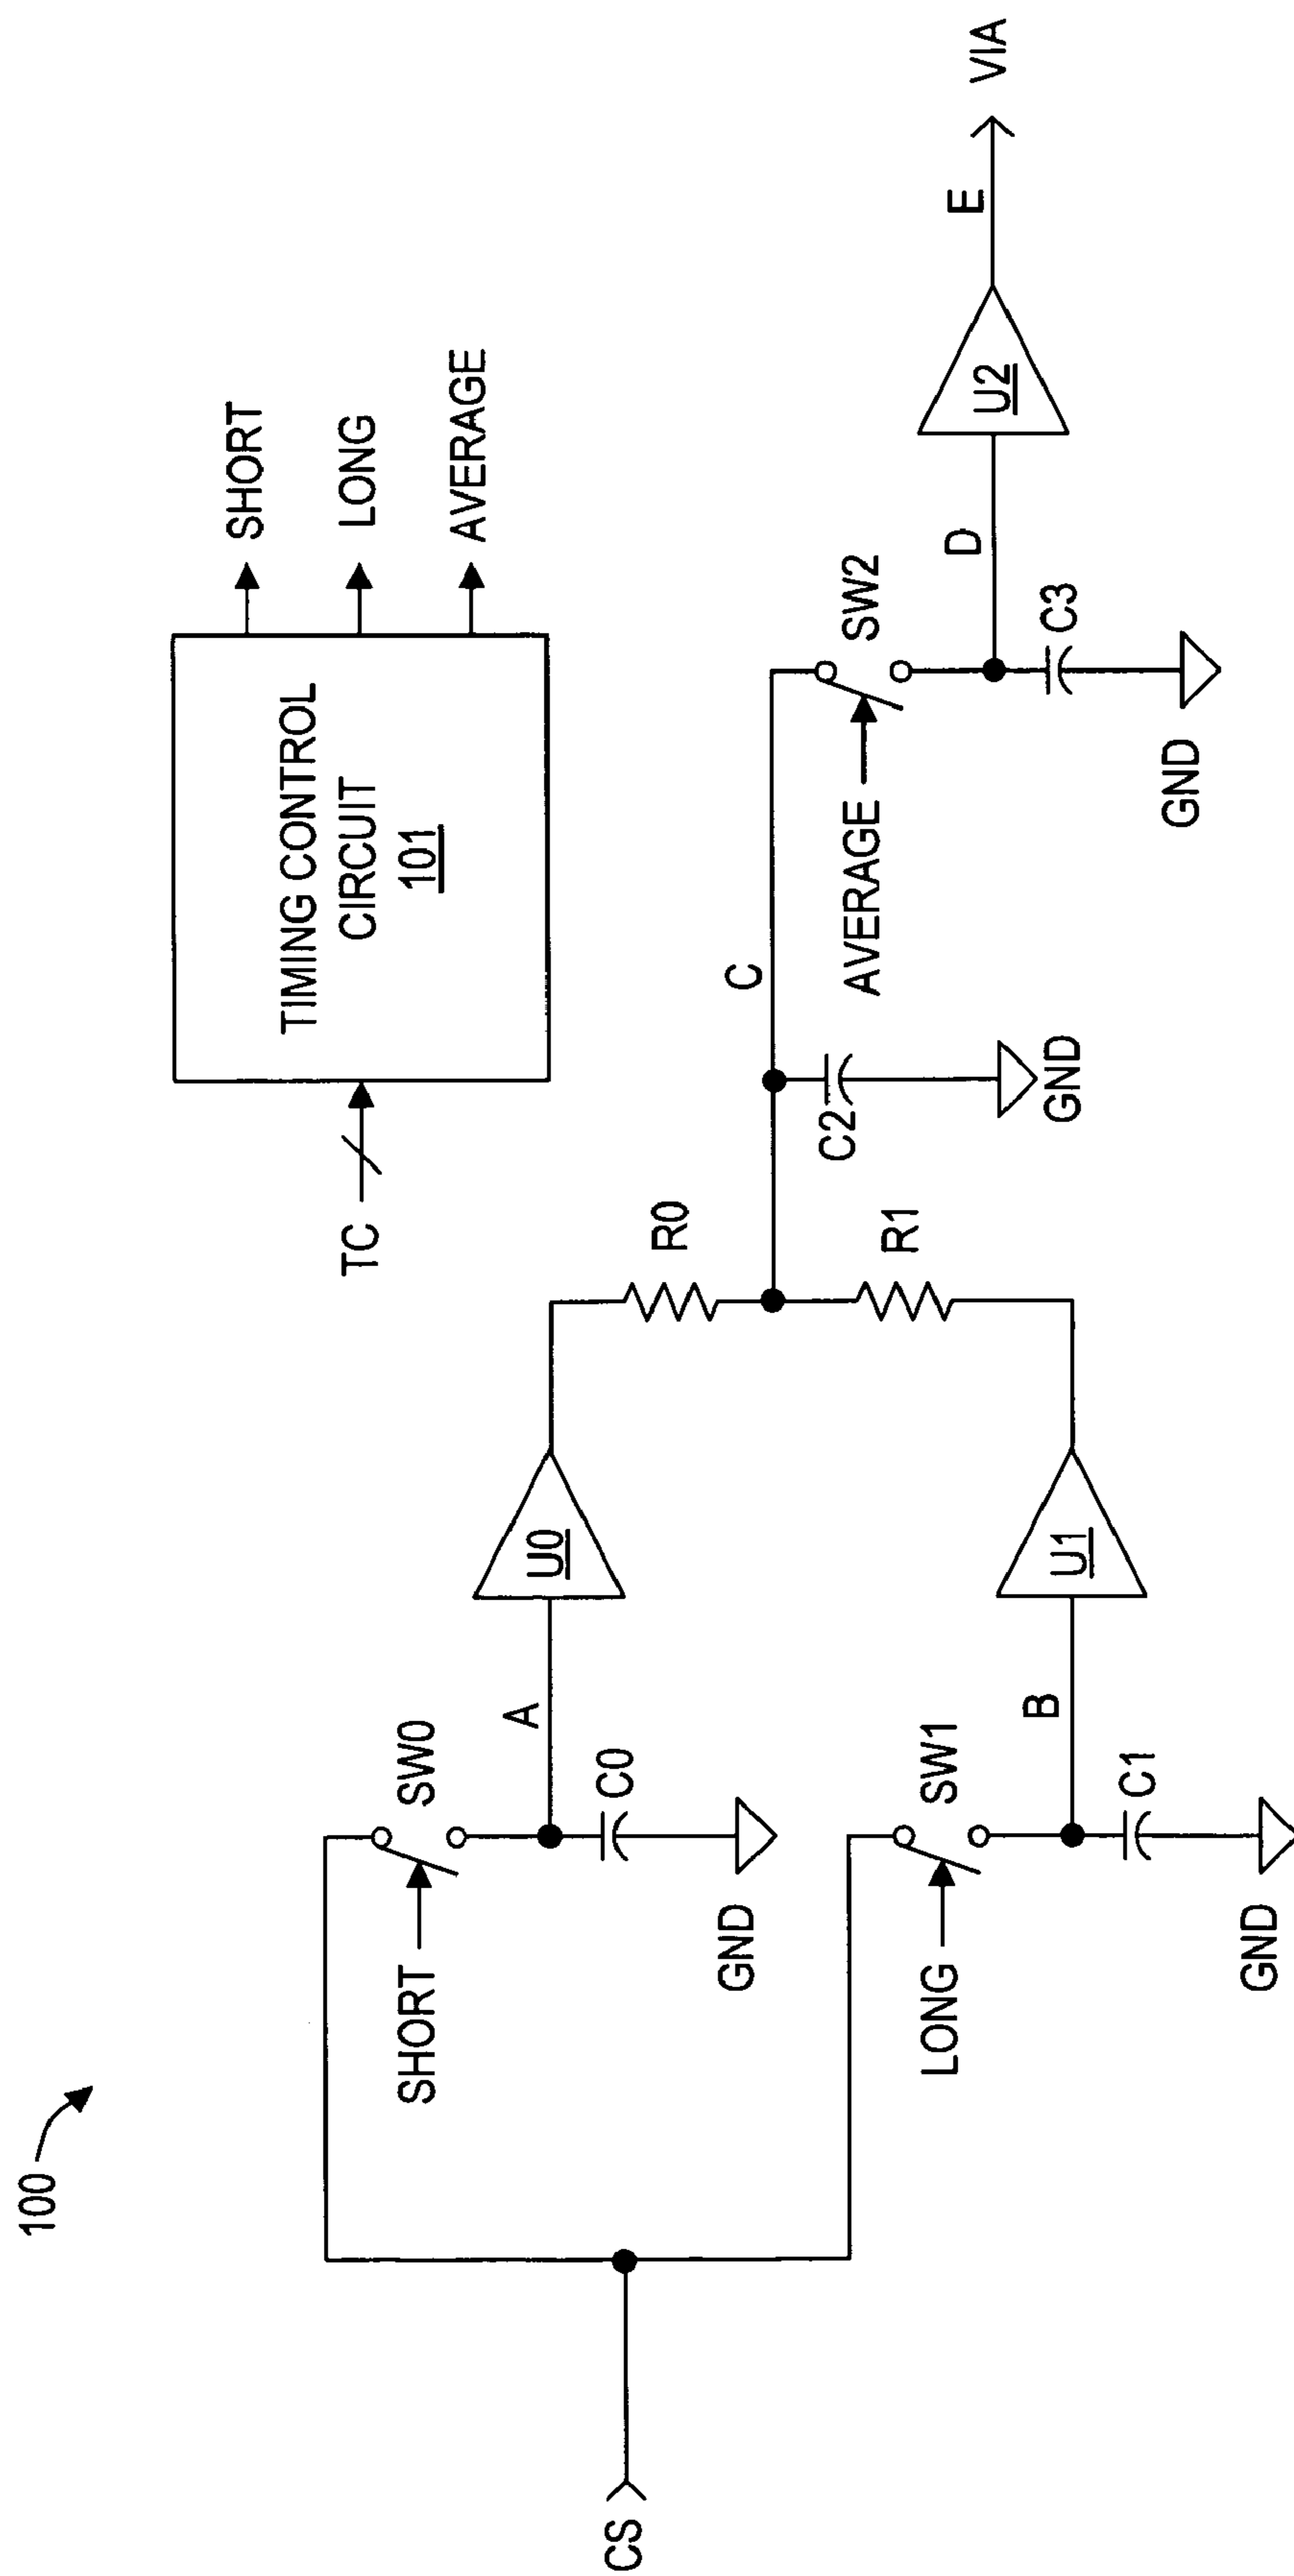 100
TC
TIMING CONTROL
CIRCUIT
101
SHORT
LONG
AVERAGE
CS
SHORT
SW0
A
C0
GND
U0
R0
LONG
SW1
B
C1
GND
U1
R1
C2
GND
C
AVERAGE
SW2
D
C3
GND
U2
E
VIA